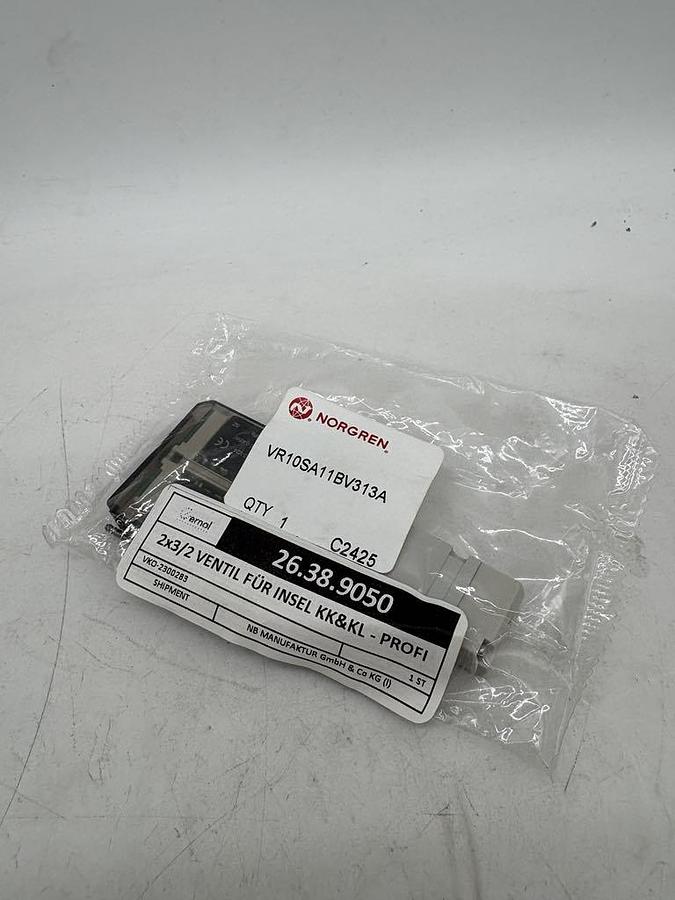 NORGREN
VR10SA11BV313A
QTY 1
C2425
26.38.9050
2x3/2 VENTIL FÜR INSEL KK&KL - PROFI
VKO-2300283
SHIPMENT
NB MANUFAKTUR GmbH & Co KG (I)
1 ST